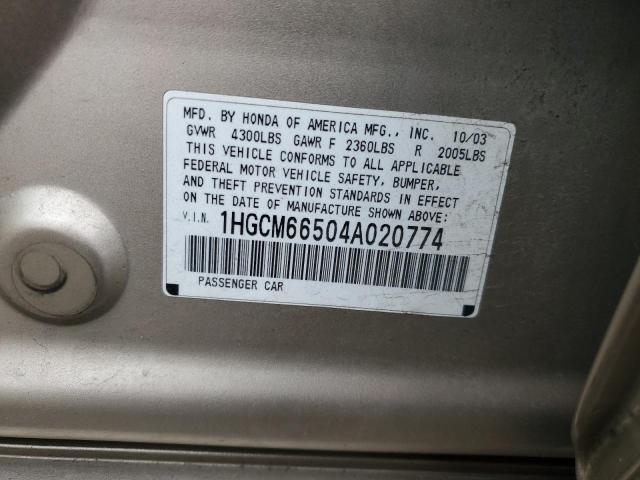 MFD. BY HONDA OF AMERICA MFG., INC. 10/03
GVWR 4300LBS GAWR F 2360LBS R 2005LBS
THIS VEHICLE CONFORMS TO ALL APPLICABLE
FEDERAL MOTOR VEHICLE SAFETY, BUMPER,
AND THEFT PREVENTION STANDARDS IN EFFECT
ON THE DATE OF MANUFACTURE SHOWN ABOVE:
V.I.N. 1HGCM66504A020774
PASSENGER CAR